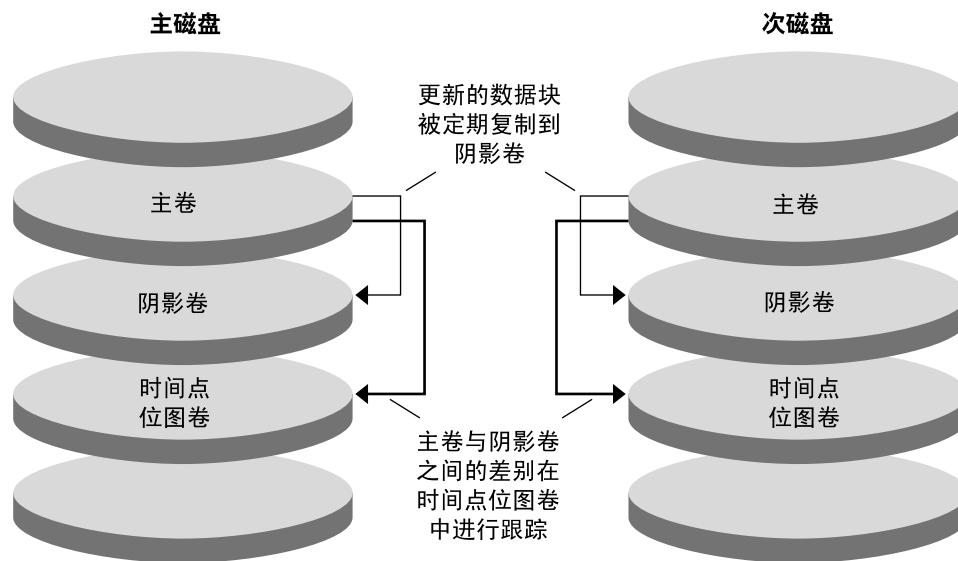 主磁盘
次磁盘
更新的数据块
被定期复制到
阴影卷
主卷
主卷
阴影卷
阴影卷
时间点
位图卷
时间点
位图卷
主卷与阴影卷
之间的差别在
时间点位图卷
中进行跟踪